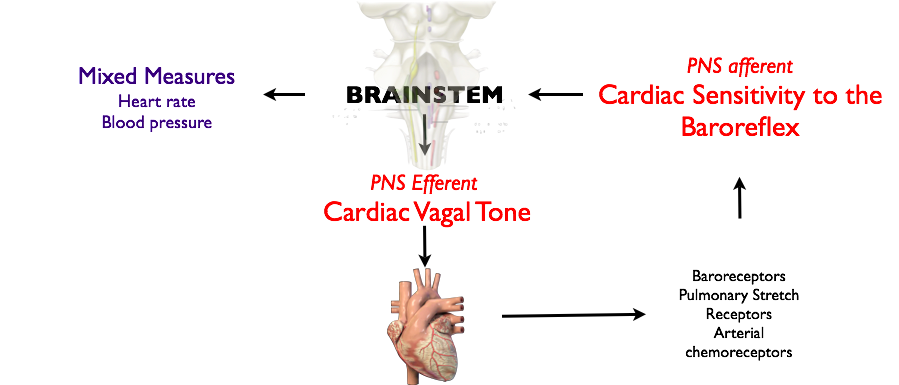 Mixed Measures
Heart rate
Blood pressure
BRAINSTEM
PNS afferent
Cardiac Sensitivity to the
Baroreflex
PNS Efferent
Cardiac Vagal Tone
Baroreceptors
Pulmonary Stretch
Receptors
Arterial
chemoreceptors